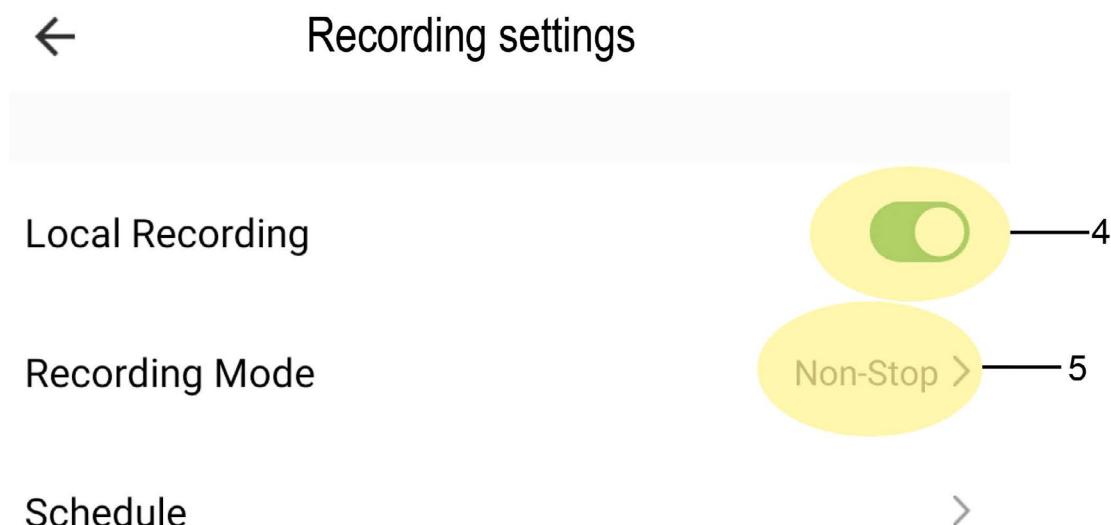 Recording settings
Local Recording
4
Recording Mode
Non-Stop
5
Schedule